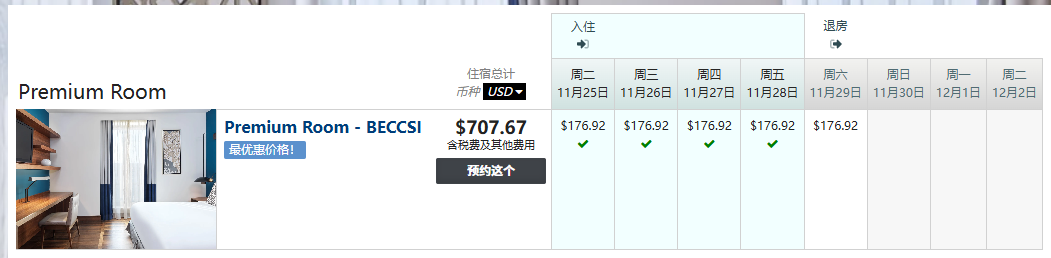 入住
退房
Premium Room
住宿总计
币种 USD
周二
11月25日
周三
11月26日
周四
11月27日
周五
11月28日
周六
11月29日
周日
11月30日
周一
12月1日
周二
12月2日
Premium Room - BECCSI
最优惠价格!
$707.67
含税费及其他费用
预约这个
$176.92
$176.92
$176.92
$176.92
$176.92